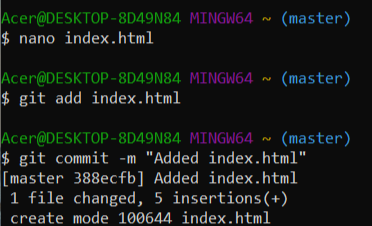 Acer@DESKTOP-8D49N84 MINGW64 ~ (master)
$ nano index.html
Acer@DESKTOP-8D49N84 MINGW64 ~ (master)
$ git add index.html
Acer@DESKTOP-8D49N84 MINGW64 ~ (master)
$ git commit -m "Added index.html"
[master 388ecfb] Added index.html
 1 file changed, 5 insertions(+)
 create mode 100644 index.html